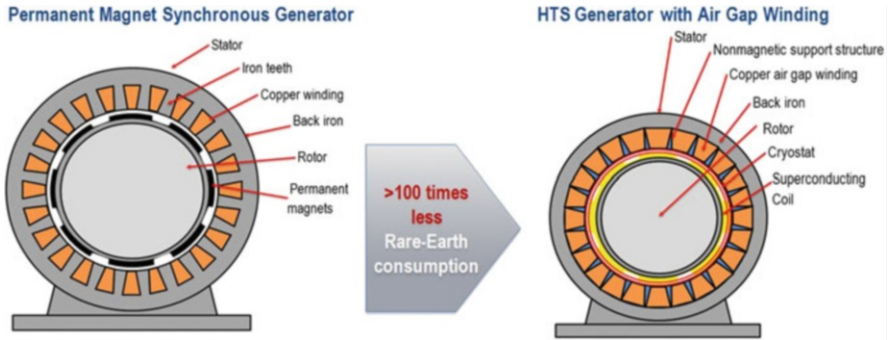 Permanent Magnet Synchronous Generator
Stator
Iron teeth
Copper winding
Back iron
Rotor
Permanent
magnets
>100 times
less
Rare-Earth
consumption
HTS Generator with Air Gap Winding
Stator
Nonmagnetic support structure
Copper air gap winding
Back iron
Rotor
Cryostat
Superconducting
Coil